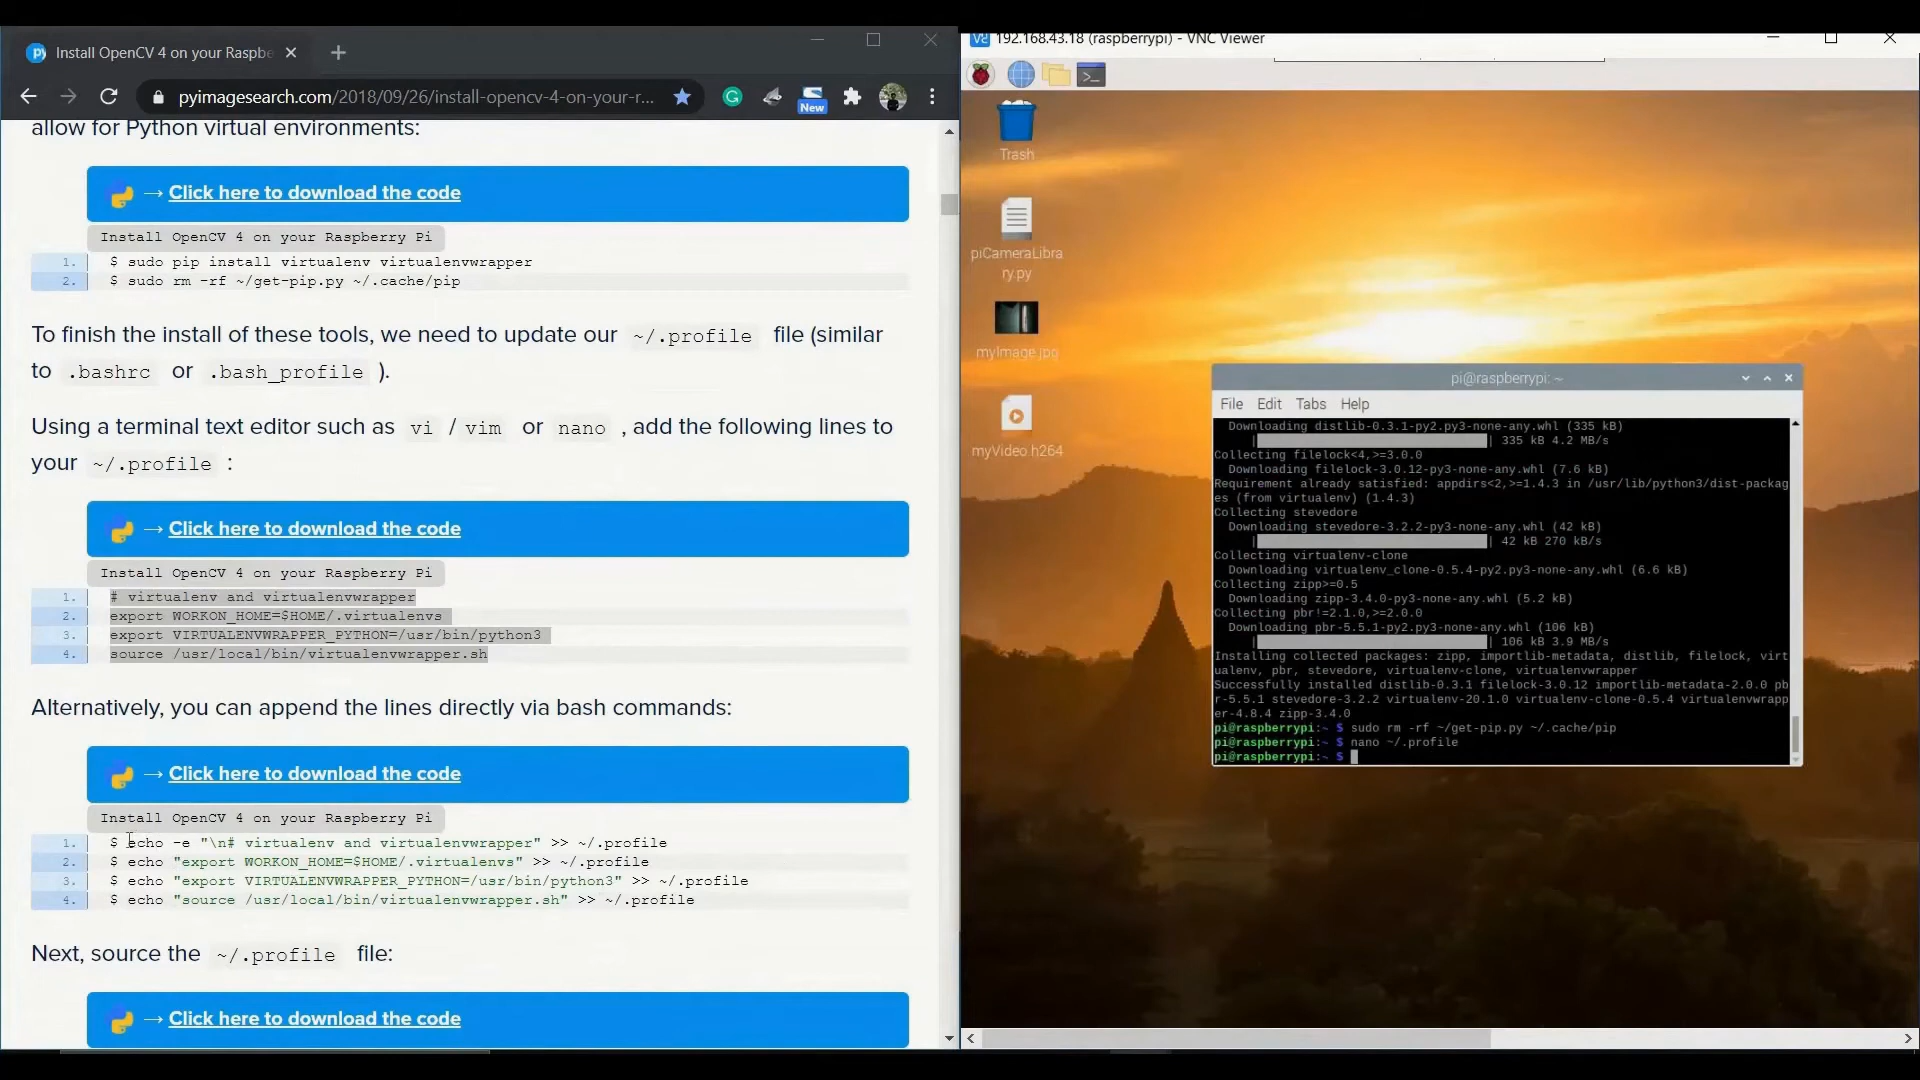 Install OpenCV 4 on your Raspbe
pyimagesearch.com/2018/09/26/install-opencv-4-on-your-r...
New
allow for Python virtual environments:
→ Click here to download the code
Install OpenCV 4 on your Raspberry Pi
1. $ sudo pip install virtualenv virtualenvwrapper
2. $ sudo rm -rf ~/get-pip.py ~/.cache/pip
To finish the install of these tools, we need to update our ~/.profile file (similar
to .bashrc or .bash_profile ).
Using a terminal text editor such as vi / vim or nano , add the following lines to
your ~/.profile :
→ Click here to download the code
Install OpenCV 4 on your Raspberry Pi
1. # virtualenv and virtualenvwrapper
2. export WORKON_HOME=$HOME/.virtualenvs
3. export VIRTUALENVWRAPPER_PYTHON=/usr/bin/python3
4. source /usr/local/bin/virtualenvwrapper.sh
Alternatively, you can append the lines directly via bash commands:
→ Click here to download the code
Install OpenCV 4 on your Raspberry Pi
1. $ echo -e "\n# virtualenv and virtualenvwrapper" >> ~/.profile
2. $ echo "export WORKON_HOME=$HOME/.virtualenvs" >> ~/.profile
3. $ echo "export VIRTUALENVWRAPPER_PYTHON=/usr/bin/python3" >> ~/.profile
4. $ echo "source /usr/local/bin/virtualenvwrapper.sh" >> ~/.profile
Next, source the ~/.profile file:
→ Click here to download the code
192.168.43.18 (raspberrypi) - VNC Viewer
Trash
piCameraLibra
ry.py
myImage.jpg
myVideo.h264
pi@raspberrypi: ~
File Edit Tabs Help
Downloading distlib-0.3.1-py2.py3-none-any.whl (335 kB)
| | 335 kB 4.2 MB/s
Collecting filelock<4,>=3.0.0
Downloading filelock-3.0.12-py3-none-any.whl (7.6 kB)
Requirement already satisfied: appdirs<2,>=1.4.3 in /usr/lib/python3/dist-packag
es (from virtualenv) (1.4.3)
Collecting stevedore
Downloading stevedore-3.2.2-py3-none-any.whl (42 kB)
| | 42 kB 270 kB/s
Collecting virtualenv-clone
Downloading virtualenv_clone-0.5.4-py2.py3-none-any.whl (6.6 kB)
Collecting zipp>=0.5
Downloading zipp-3.4.0-py3-none-any.whl (5.2 kB)
Collecting pbr!=2.1.0,>=2.0.0
Downloading pbr-5.5.1-py2.py3-none-any.whl (106 kB)
| | 106 kB 3.9 MB/s
Installing collected packages: zipp, importlib-metadata, distlib, filelock, virt
ualenv, pbr, stevedore, virtualenv-clone, virtualenvwrapper
Successfully installed distlib-0.3.1 filelock-3.0.12 importlib-metadata-2.0.0 pb
r-5.5.1 stevedore-3.2.2 virtualenv-20.1.0 virtualenv-clone-0.5.4 virtualenvwrapp
er-4.8.4 zipp-3.4.0
pi@raspberrypi:~ $ sudo rm -rf ~/get-pip.py ~/.cache/pip
pi@raspberrypi:~ $ nano ~/.profile
pi@raspberrypi:~ $